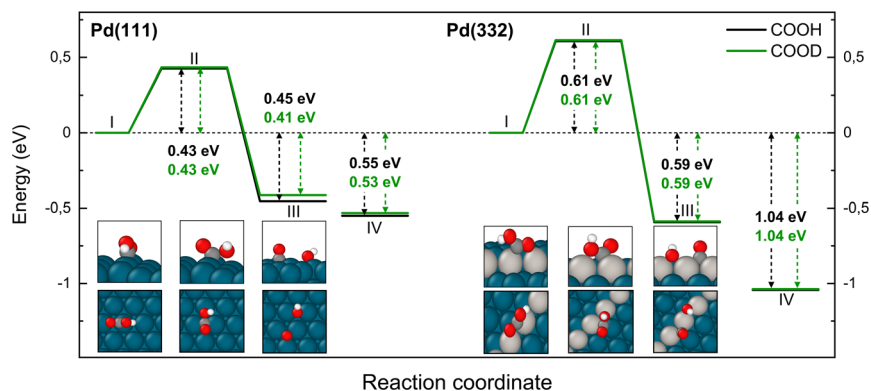 Pd(111)
Pd(332)
COOH
COOD
Energy (eV)
0,5
0
-0,5
-1
I
II
0.43 eV
0.43 eV
0.45 eV
0.41 eV
III
0.55 eV
0.53 eV
IV
I
II
0.61 eV
0.61 eV
0.59 eV
0.59 eV
III
1.04 eV
1.04 eV
IV
0,5
0
-0,5
-1
Reaction coordinate